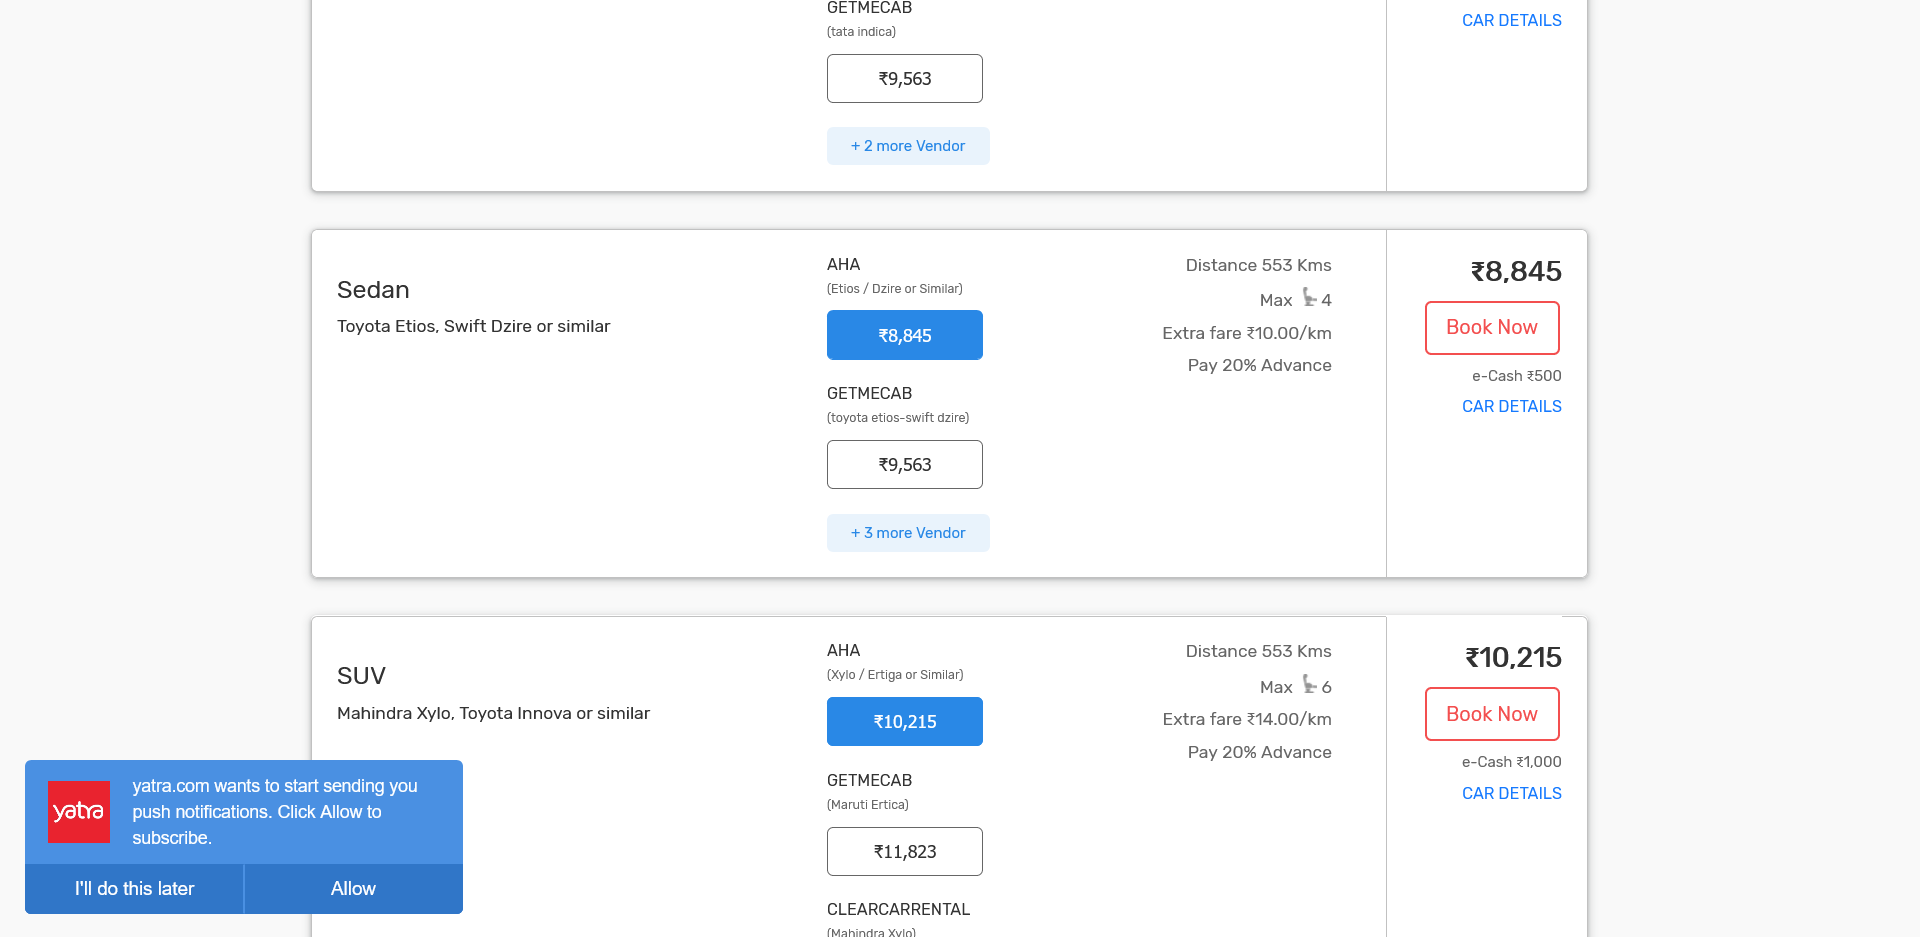 GETMECAB
(tata indica)
₹9,563
+ 2 more Vendor
CAR DETAILS
Sedan
Toyota Etios, Swift Dzire or similar
AHA
(Etios / Dzire or Similar)
₹8,845
GETMECAB
(toyota etios-swift dzire)
₹9,563
+ 3 more Vendor
Distance 553 Kms
Max 4
Extra fare ₹10.00/km
Pay 20% Advance
₹8,845
Book Now
e-Cash ₹500
CAR DETAILS
SUV
Mahindra Xylo, Toyota Innova or similar
AHA
(Xylo / Ertiga or Similar)
₹10,215
GETMECAB
(Maruti Ertica)
₹11,823
CLEARCARRENTAL
(Mahindra Xylo)
Distance 553 Kms
Max 6
Extra fare ₹14.00/km
Pay 20% Advance
₹10,215
Book Now
e-Cash ₹1,000
CAR DETAILS
yatra
yatra.com wants to start sending you
push notifications. Click Allow to
subscribe.
I'll do this later
Allow